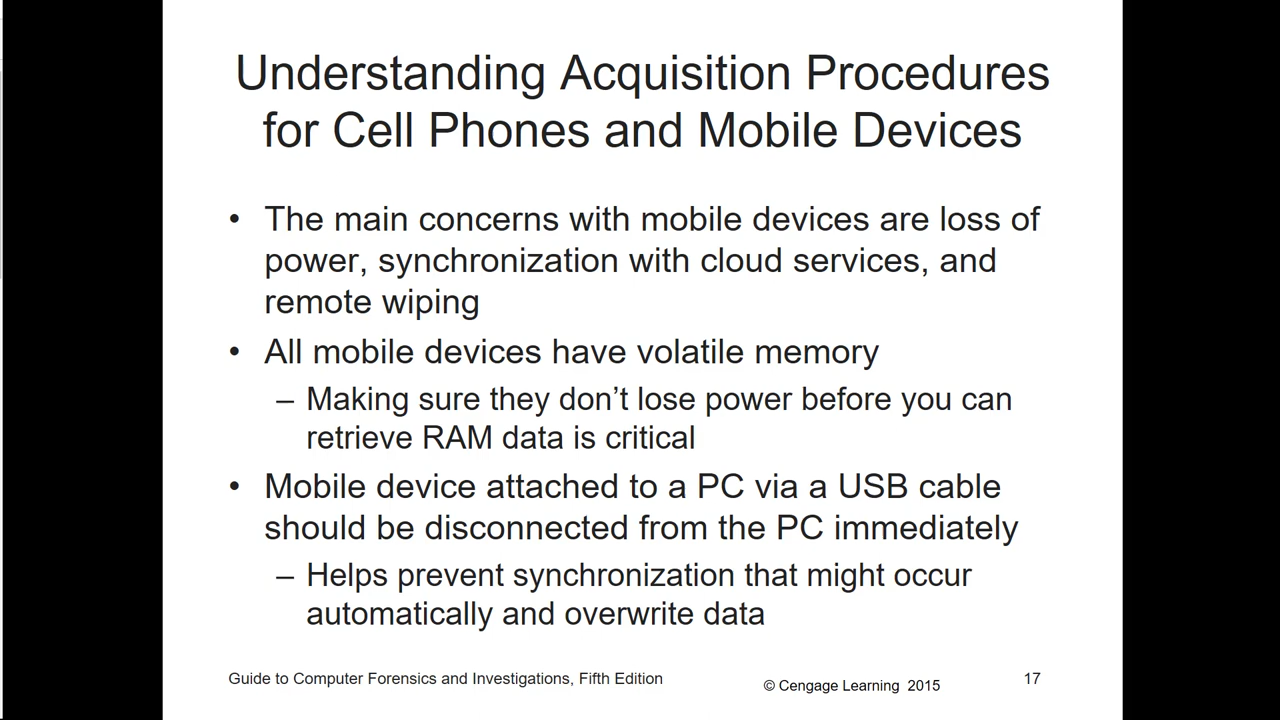 Understanding Acquisition Procedures
for Cell Phones and Mobile Devices
• The main concerns with mobile devices are loss of
power, synchronization with cloud services, and
remote wiping
• All mobile devices have volatile memory
– Making sure they don’t lose power before you can
retrieve RAM data is critical
• Mobile device attached to a PC via a USB cable
should be disconnected from the PC immediately
– Helps prevent synchronization that might occur
automatically and overwrite data
Guide to Computer Forensics and Investigations, Fifth Edition
© Cengage Learning 2015
17